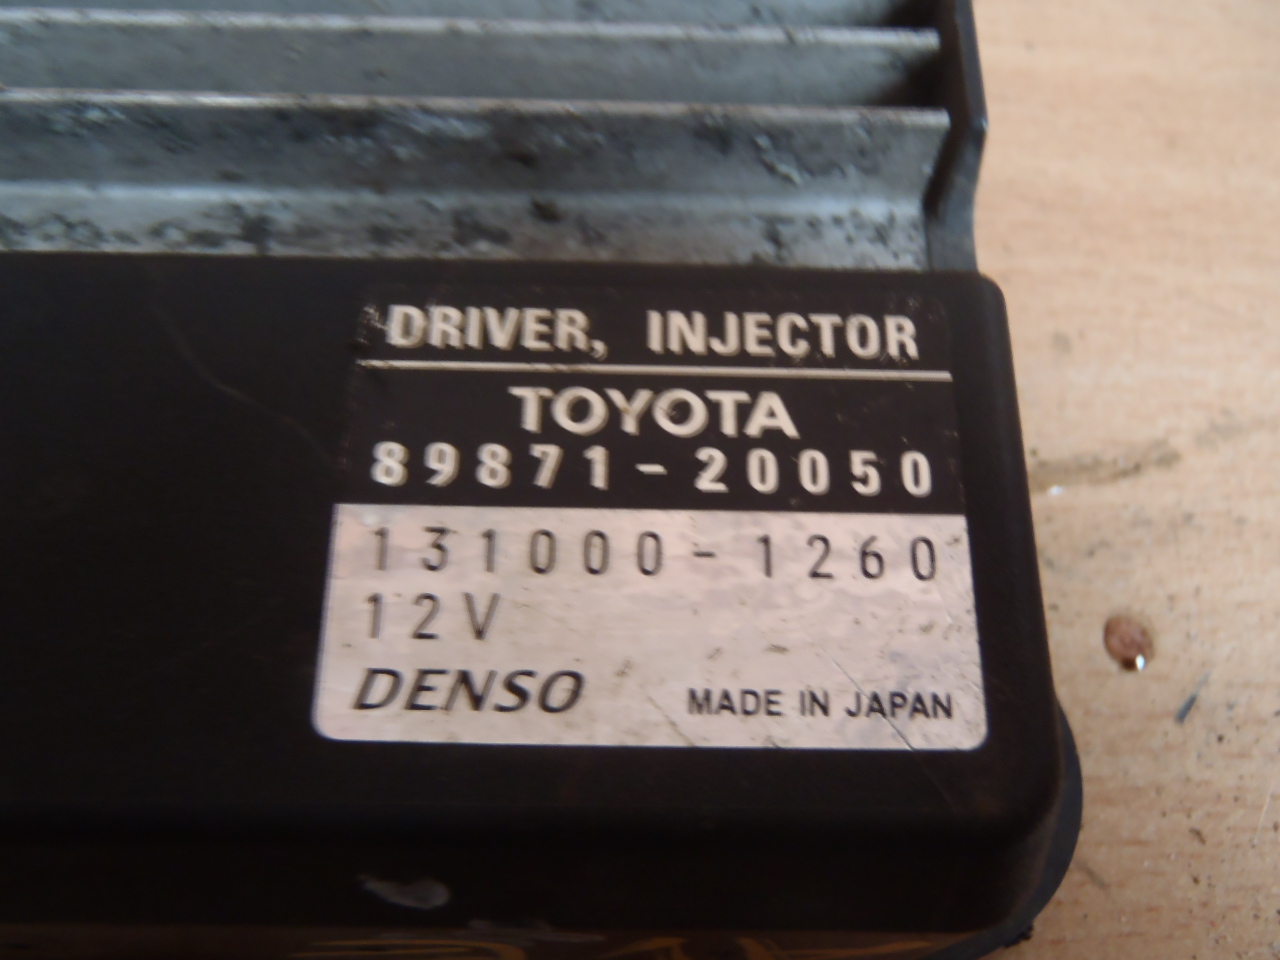 DRIVER, INJECTOR
TOYOTA
89871-20050
131000-1260
12V
DENSO MADE IN JAPAN